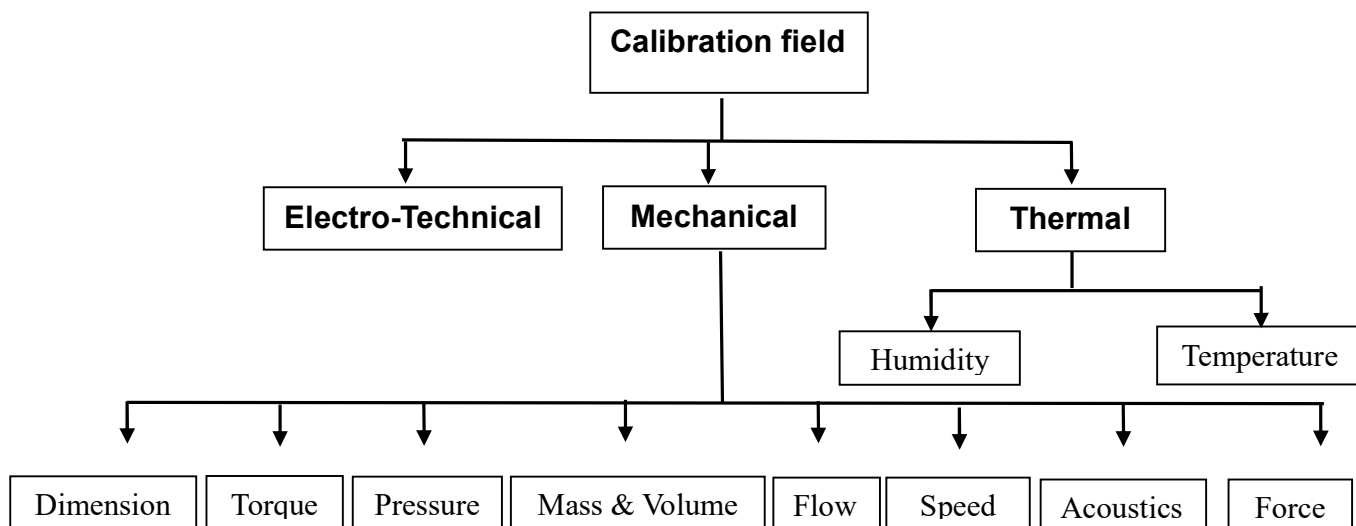 Calibration field
Electro-Technical
Mechanical
Thermal
Humidity
Temperature
Dimension
Torque
Pressure
Mass & Volume
Flow
Speed
Acoustics
Force